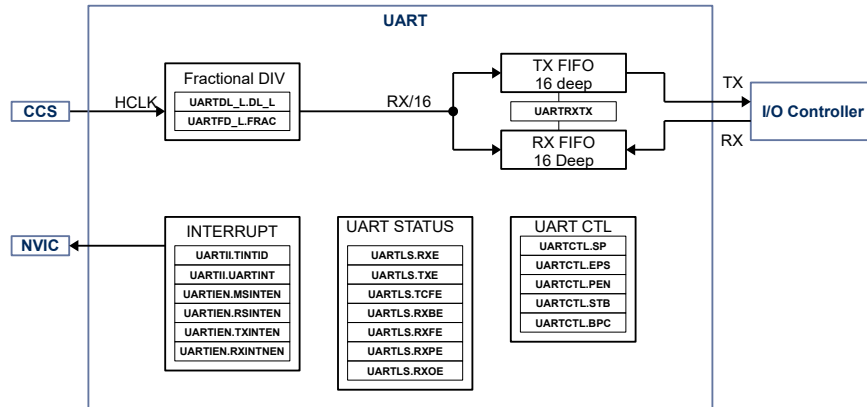 UART
Fractional DIV
UARTDL_L.DL_L
UARTFD_L.FRAC
CCS
HCLK
RX/16
TX FIFO
16 deep
UARTRXTX
RX FIFO
16 Deep
TX
RX
I/O Controller
NVIC
INTERRUPT
UARTII.TINTID
UARTII.UARTINT
UARTIEN.MSINTEN
UARTIEN.RSINTEN
UARTIEN.TXINTEN
UARTIEN.RXINTNEN
UART STATUS
UARTLS.RXE
UARTLS.TXE
UARTLS.TCFE
UARTLS.RXBE
UARTLS.RXFE
UARTLS.RXPE
UARTLS.RXOE
UART CTL
UARTCTL.SP
UARTCTL.EPS
UARTCTL.PEN
UARTCTL.STB
UARTCTL.BPC